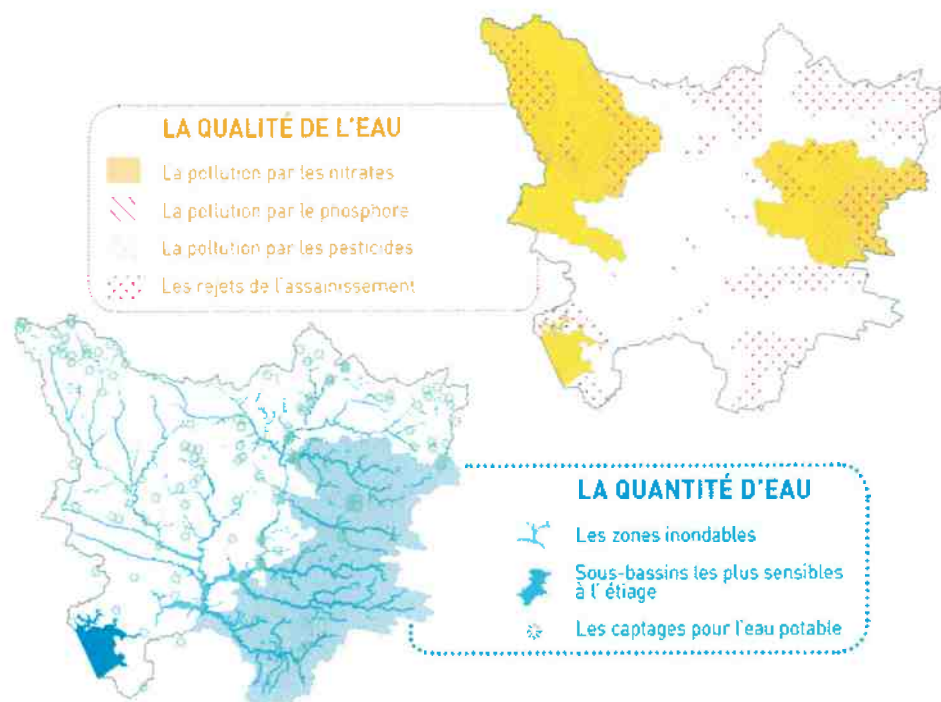 LA QUALITÉ DE L'EAU
La pollution par les nitrates
La pollution par le phosphore
La pollution par les pesticides
Les rejets de l'assainissement
LA QUANTITÉ D'EAU
Les zones inondables
Sous-bassins les plus sensibles
à l'étiage
Les captages pour l'eau potable